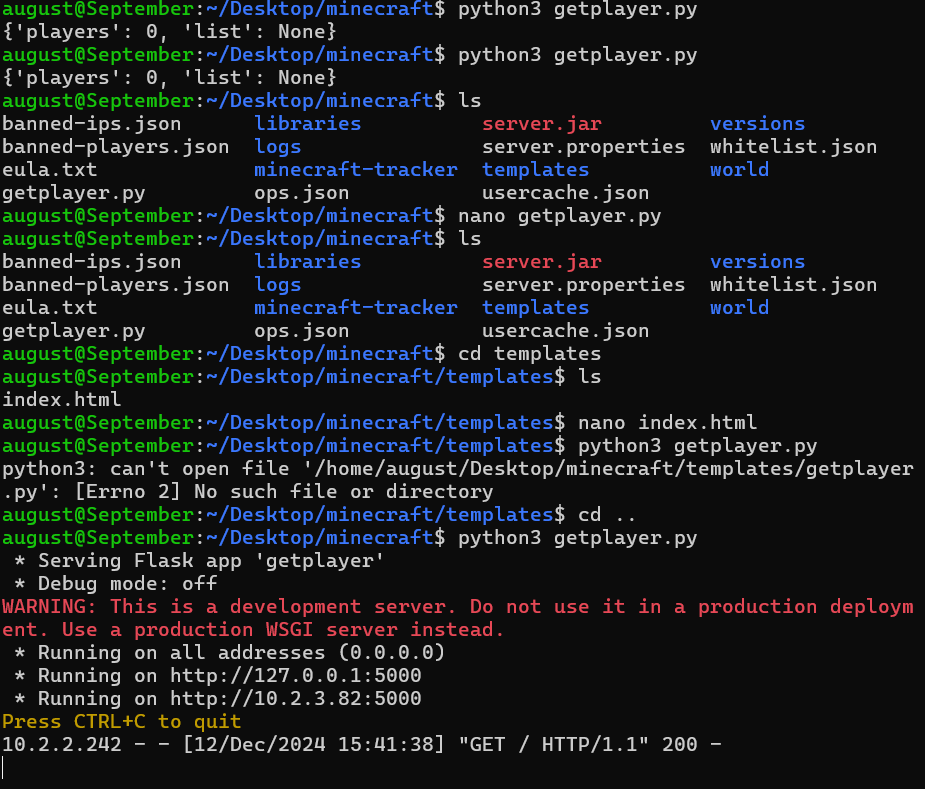 august@September:~/Desktop/minecraft$ python3 getplayer.py
{'players': 0, 'list': None}
august@September:~/Desktop/minecraft$ python3 getplayer.py
{'players': 0, 'list': None}
august@September:~/Desktop/minecraft$ ls
banned-ips.json      libraries          server.jar         versions
banned-players.json  logs               server.properties  whitelist.json
eula.txt             minecraft-tracker  templates          world
getplayer.py         ops.json           usercache.json
august@September:~/Desktop/minecraft$ nano getplayer.py
august@September:~/Desktop/minecraft$ ls
banned-ips.json      libraries          server.jar         versions
banned-players.json  logs               server.properties  whitelist.json
eula.txt             minecraft-tracker  templates          world
getplayer.py         ops.json           usercache.json
august@September:~/Desktop/minecraft$ cd templates
august@September:~/Desktop/minecraft/templates$ ls
index.html
august@September:~/Desktop/minecraft/templates$ nano index.html
august@September:~/Desktop/minecraft/templates$ python3 getplayer.py
python3: can't open file '/home/august/Desktop/minecraft/templates/getplayer
.py': [Errno 2] No such file or directory
august@September:~/Desktop/minecraft/templates$ cd ..
august@September:~/Desktop/minecraft$ python3 getplayer.py
 * Serving Flask app 'getplayer'
 * Debug mode: off
WARNING: This is a development server. Do not use it in a production deploym
ent. Use a production WSGI server instead.
 * Running on all addresses (0.0.0.0)
 * Running on http://127.0.0.1:5000
 * Running on http://10.2.3.82:5000
Press CTRL+C to quit
10.2.2.242 - - [12/Dec/2024 15:41:38] "GET / HTTP/1.1" 200 -